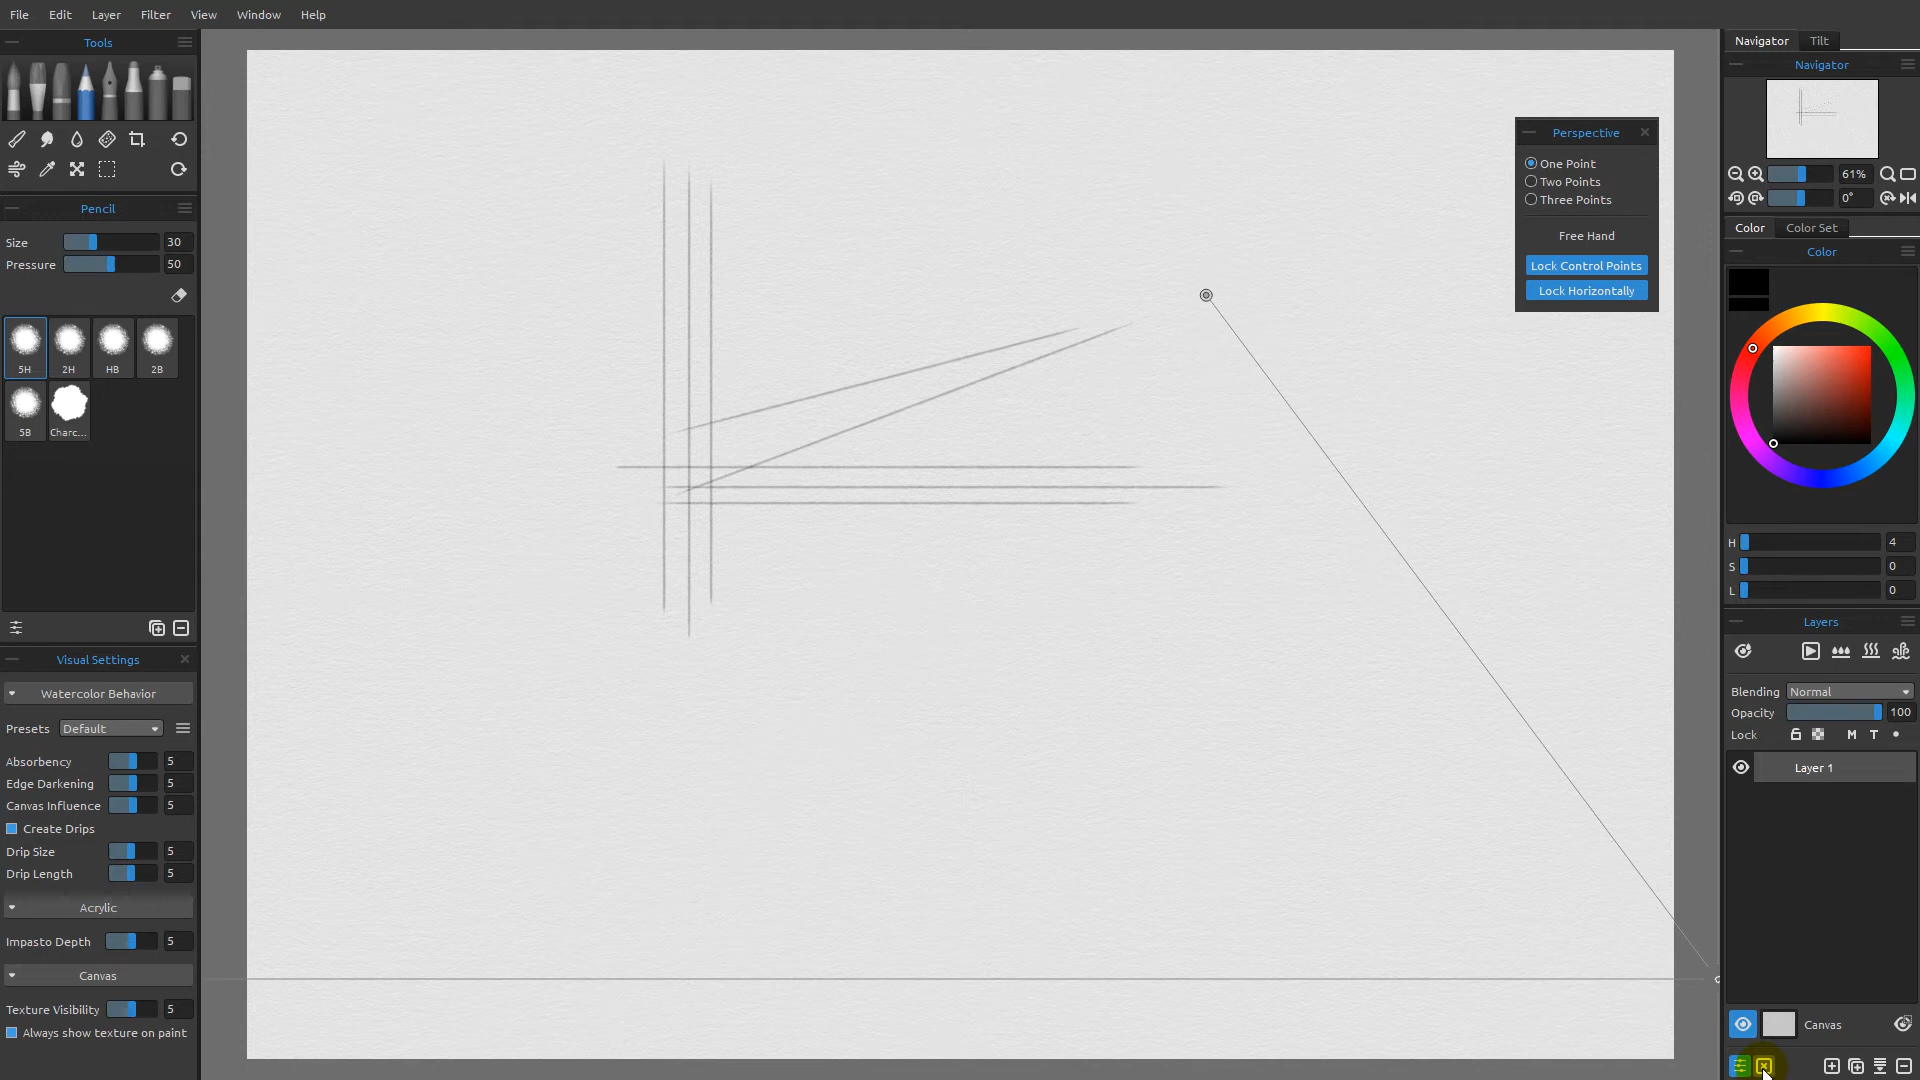 File Edit Layer Filter View Window Help
Tools
Pencil
Size 30
Pressure 50
5H 2H HB 2B
5B Charc...
Visual Settings
Watercolor Behavior
Presets Default
Absorbency 5
Edge Darkening 5
Canvas Influence 5
Create Drips
Drip Size 5
Drip Length 5
Acrylic
Impasto Depth 5
Canvas
Texture Visibility 5
Always show texture on paint
Perspective
One Point
Two Points
Three Points
Free Hand
Lock Control Points
Lock Horizontally
Navigator Tilt
Navigator
61%
0°
Color Color Set
Color
H 4
S 0
L 0
Layers
Blending Normal
Opacity 100
Lock M T
Layer 1
Canvas